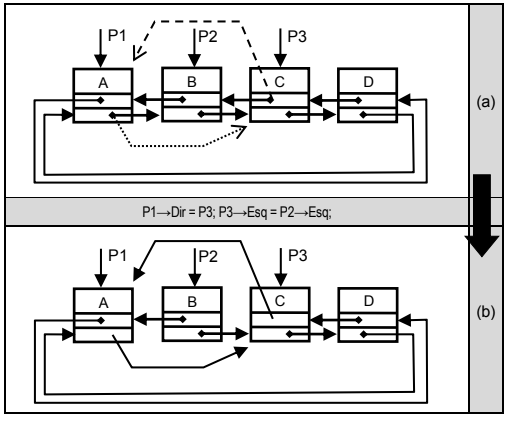 P1 P2 P3
A B C D
(a)
P1→Dir = P3; P3→Esq = P2→Esq;
P1 P2 P3
A B C D
(b)